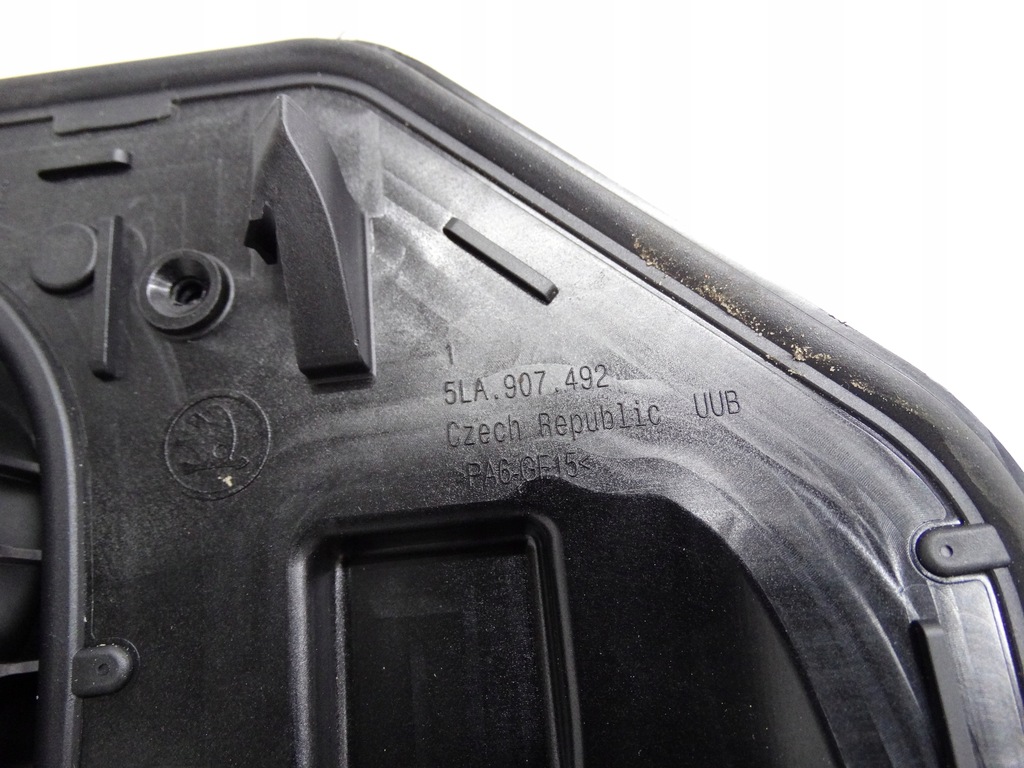 1
5LA.907.492
Czech Republic UUB
>PA6-GF15<